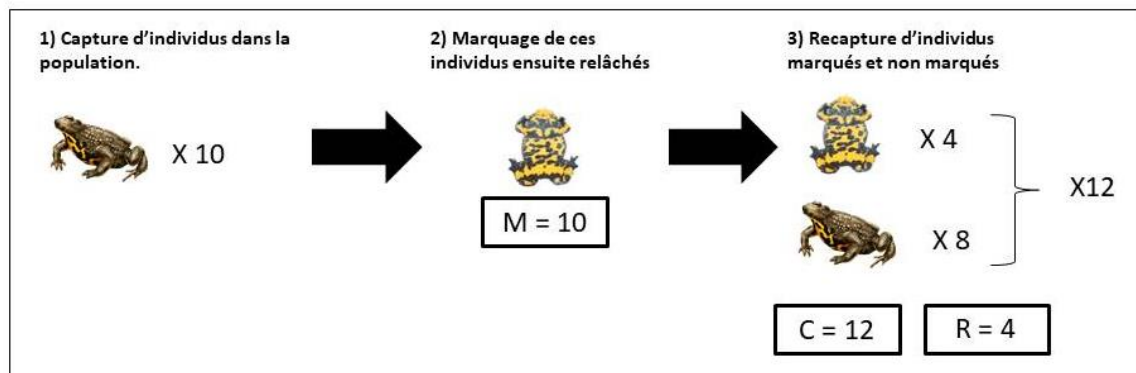 1) Capture d’individus dans la
population.
X 10
2) Marquage de ces
individus ensuite relâchés
M = 10
3) Recapture d’individus
marqués et non marqués
X 4
X12
X 8
C = 12
R = 4